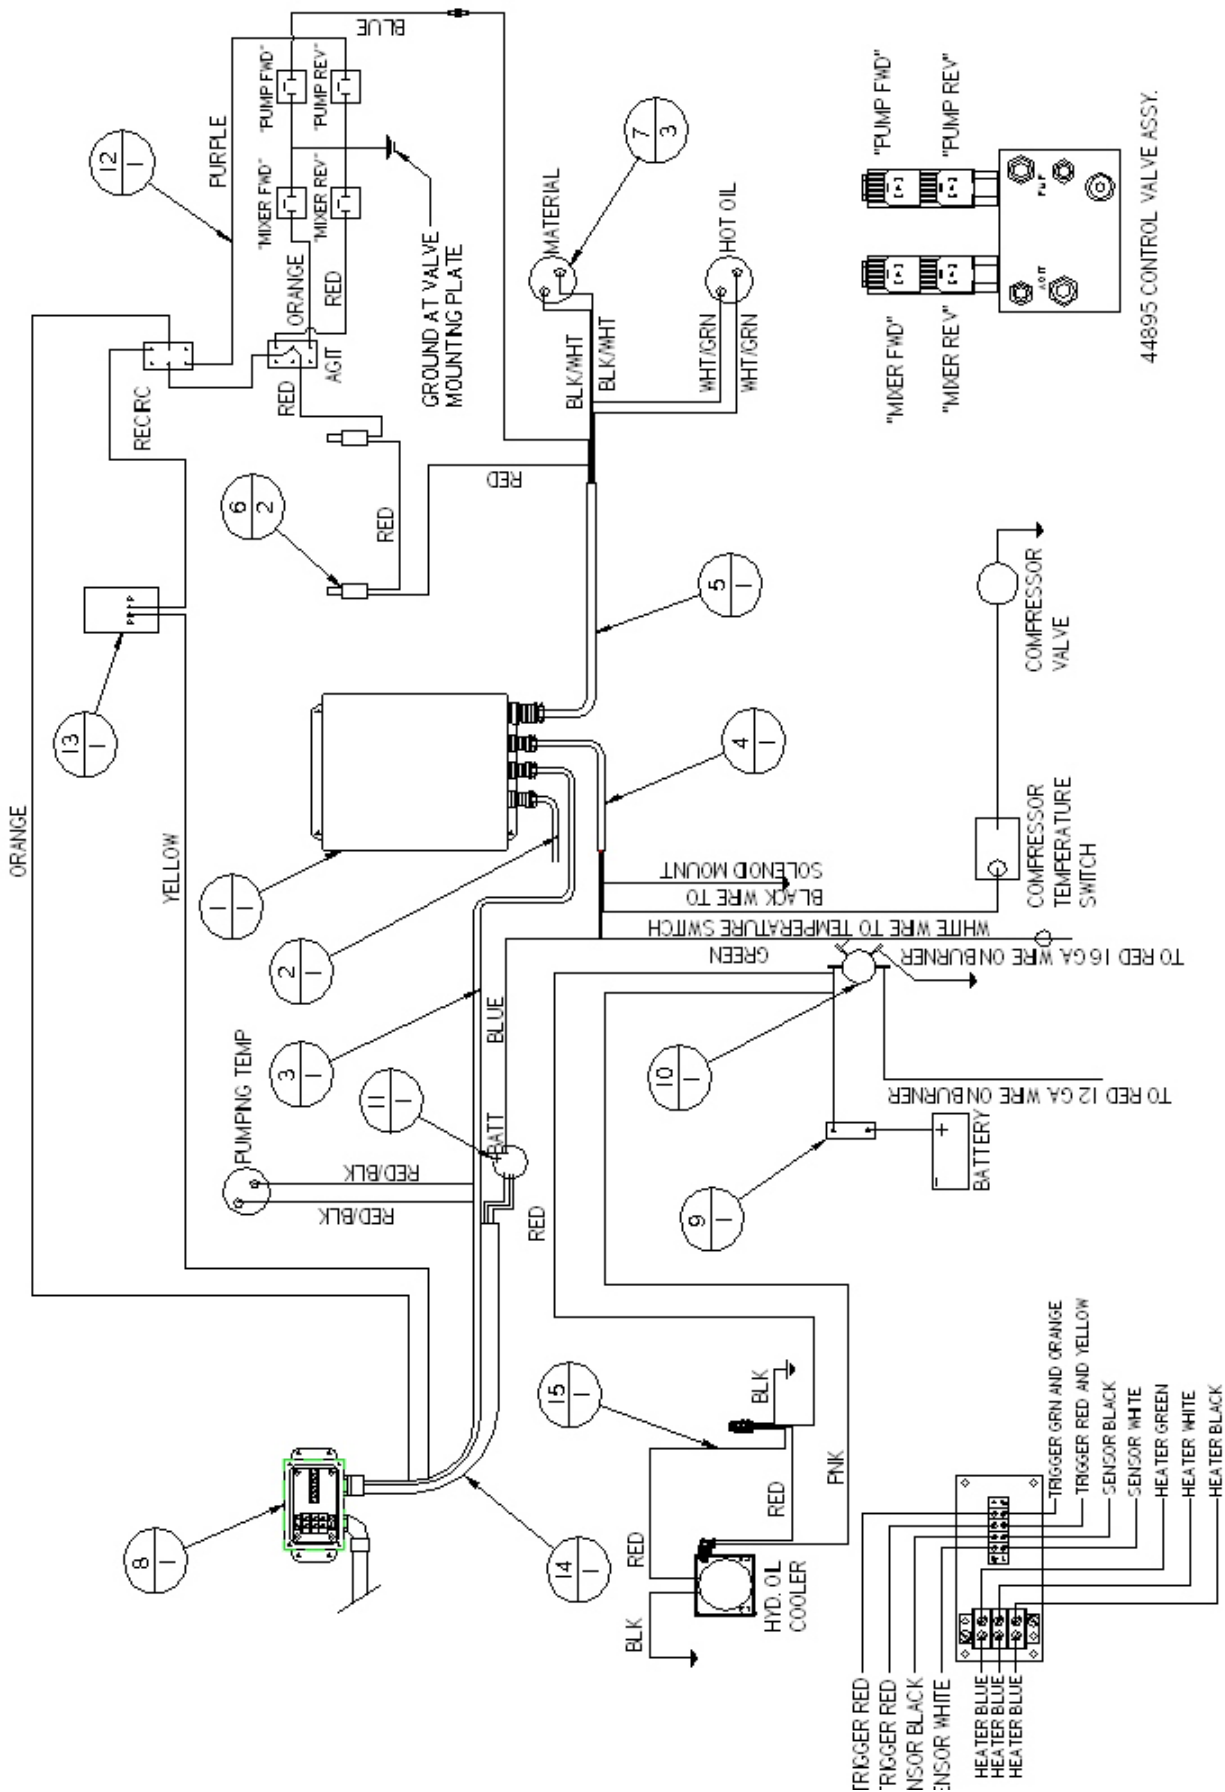 ORANGE
YELLOW
RECIRC
PURPLE
BLUE
"PUMP FWD"
"PUMP REV"
"MIXER FWD"
"MIXER REV"
ORANGE
RED
AGIT
RED
RED
RED
GROUND AT VALVE
MOUNTING PLATE
12
1
13
1
6
2
7
3
MATERIAL
HOT OIL
BLK/WHT
BLK/WHT
WHT/GRN
WHT/GRN
"PUMP FWD"
"PUMP REV"
"MIXER FWD"
"MIXER REV"
AGIT
44895 CONTROL VALVE ASSY.
5
1
4
1
1
1
2
1
3
1
11
1
COMPRESSOR
VALVE
COMPRESSOR
TEMPERATURE
SWITCH
BLACK WIRE TO
SOLENOID MOUNT
WHITE WIRE TO TEMPERATURE SWITCH
GREEN
TO RED 16 GA WIRE ON BURNER
TO RED 12 GA WIRE ON BURNER
PUMPING TEMP
RED/BLK
RED/BLK
BLUE
BATT
RED
10
1
9
1
+
-
BATTERY
8
1
14
1
15
1
BLK
RED
RED
BLK
PNK
HYD. OIL
COOLER
TRIGGER RED
TRIGGER RED
NSOR BLACK
ENSOR WHITE
HEATER BLUE
HEATER BLUE
HEATER BLUE
TRIGGER GRN AND ORANGE
TRIGGER RED AND YELLOW
SENSOR BLACK
SENSOR WHITE
HEATER GREEN
HEATER WHITE
HEATER BLACK